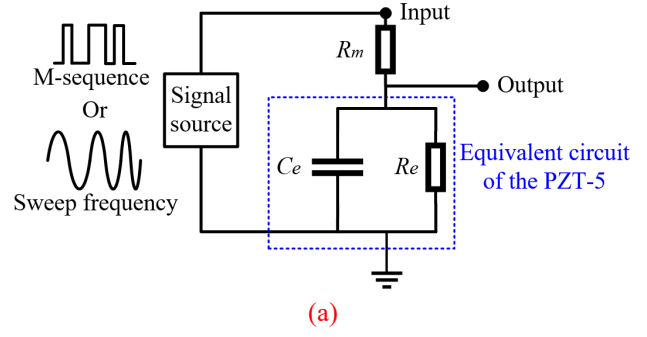 Input
Rm
M-sequence
Or
Sweep frequency
Signal
source
Output
Ce
Re
Equivalent circuit
of the PZT-5
(a)